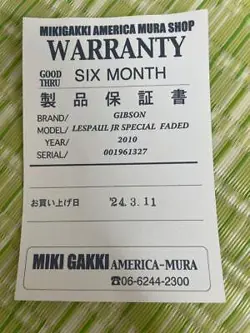 MIKIGAKKI AMERICA MURA SHOP
WARRANTY
GOOD THRU SIX MONTH
製品保証書
BRAND/ GIBSON
MODEL/ LESPAUL JR SPECIAL FADED
YEAR/ 2010
SERIAL/ 001961327
お買い上げ日 '24.3.11
MIKI GAKKI AMERICA-MURA
☎06-6244-2300